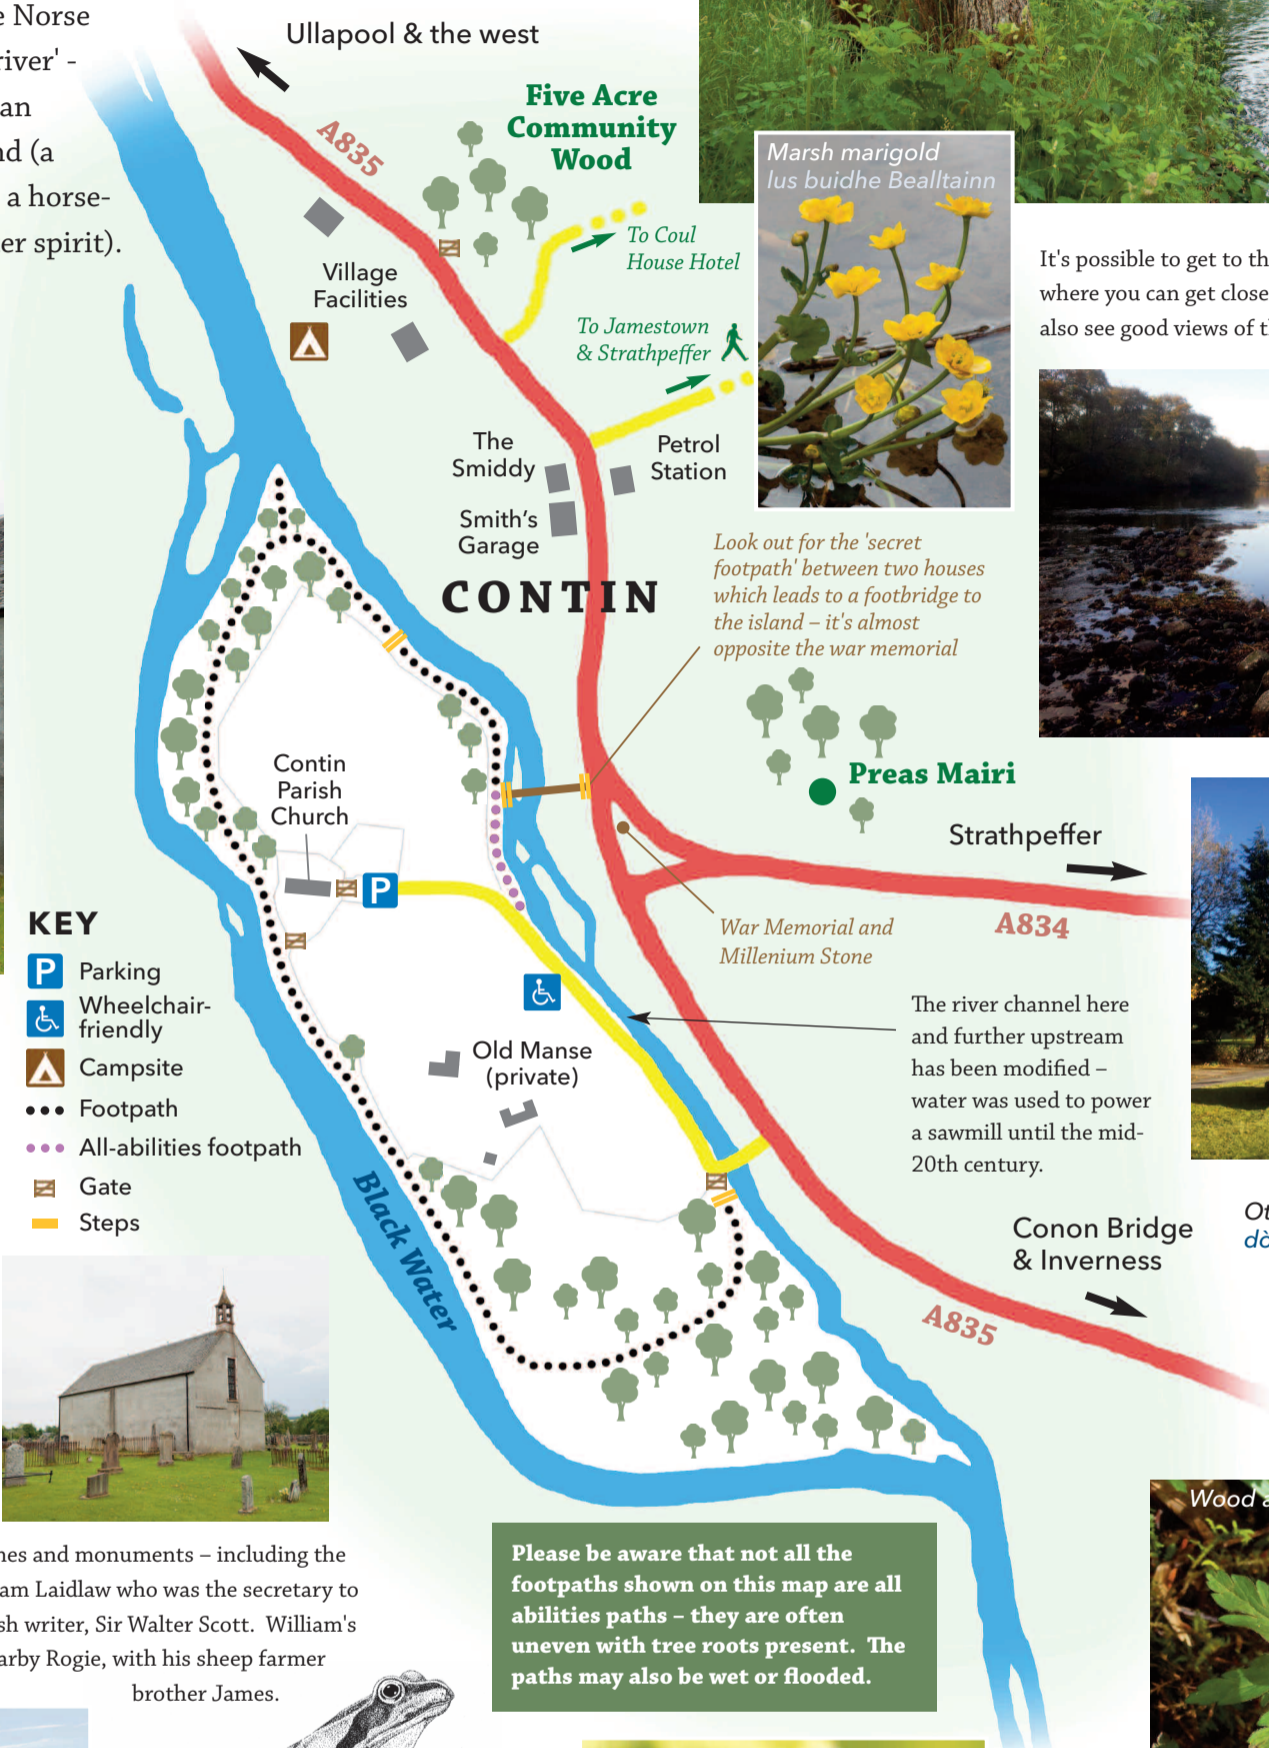 Norse
river' -
an
(a
a horse-
spirit).
Ullapool & the west
A835
Five Acre
Community
Wood
To Coul
House Hotel
Village
Facilities
To Jamestown
& Strathpeffer
Marsh marigold
lus buidhe Bealltainn
It's possible to get to
where you can get close
also see good views of
The
Smiddy
Petrol
Station
Smith's
Garage
CONTIN
Look out for the 'secret
footpath' between two houses
which leads to a footbridge to
the island – it's almost
opposite the war memorial
Contin
Parish
Church
P
Preas Mairi
Strathpeffer
A834
War Memorial and
Millenium Stone
KEY
P Parking
Wheelchair-
friendly
Campsite
Footpath
All-abilities footpath
Gate
Steps
Old Manse
(private)
The river channel here
and further upstream
has been modified –
water was used to power
a sawmill until the mid-
20th century.
Black Water
Conon Bridge
& Inverness
A835
Wood
and monuments – including the
Laidlaw who was the secretary to
writer, Sir Walter Scott. William's
Rogie, with his sheep farmer
brother James.
Please be aware that not all the
footpaths shown on this map are all
abilities paths – they are often
uneven with tree roots present. The
paths may also be wet or flooded.